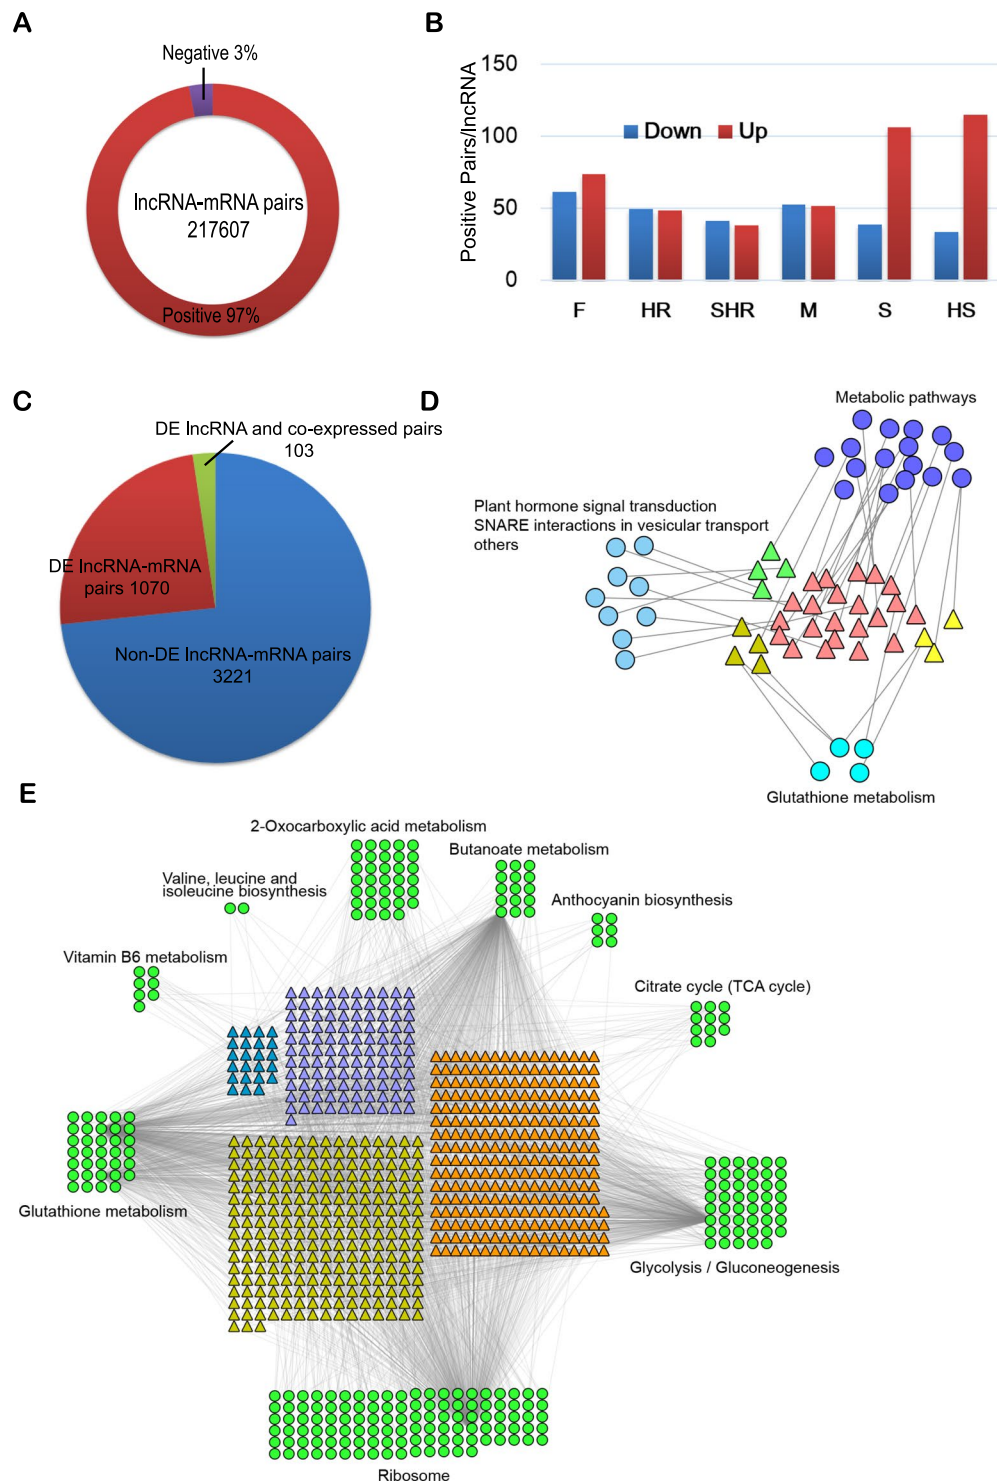 A
Negative 3%
lncRNA-mRNA pairs
217607
Positive 97%
B
Positive Pairs/lncRNA
150
100
50
0
Down
Up
F
HR
SHR
M
S
HS
C
DE lncRNA and co-expressed pairs
103
DE lncRNA-mRNA
pairs 1070
Non-DE lncRNA-mRNA pairs
3221
D
Metabolic pathways
Plant hormone signal transduction
SNARE interactions in vesicular transport
others
Glutathione metabolism
E
2-Oxocarboxylic acid metabolism
Butanoate metabolism
Valine, leucine and
isoleucine biosynthesis
Anthocyanin biosynthesis
Vitamin B6 metabolism
Citrate cycle (TCA cycle)
Glutathione metabolism
Glycolysis / Gluconeogenesis
Ribosome